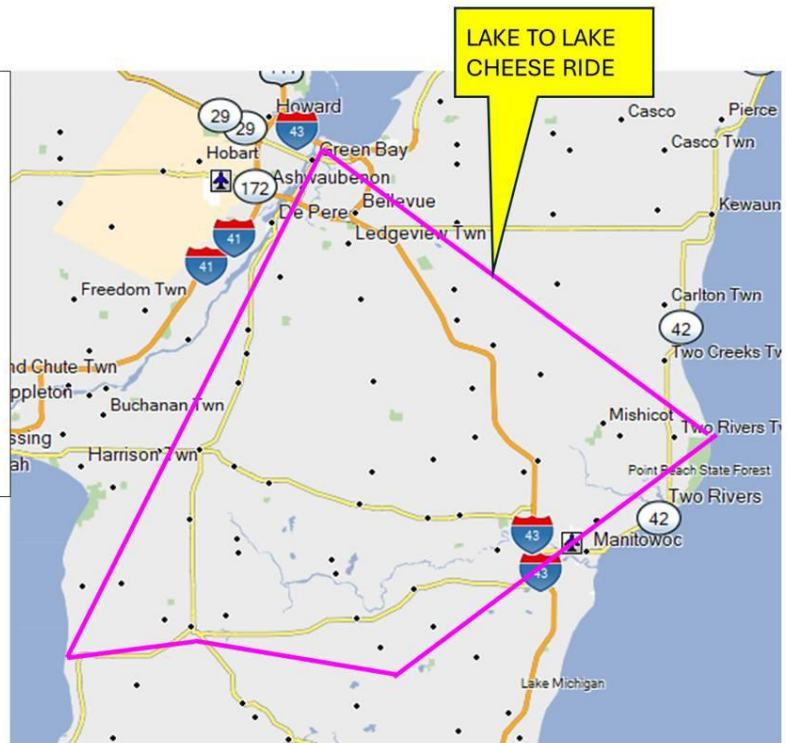 LAKE TO LAKE
CHEESE RIDE
Howard
29
29
43
Casco
Pierce
Hobart
Green Bay
Casco Twn
172
Ashwaubenon
Bellevue
De Pere
Kewaun
41
Ledgeview Twn
41
Freedom Twn
Carlton Twn
42
nd Chute Twn
Two Creeks Tw
ppleton
Buchanan Twn
Mishicot
ssing
Two Rivers T
ah
Harrison Twn
Point Beach State Forest
Two Rivers
43
42
Manitowoc
43
Lake Michigan